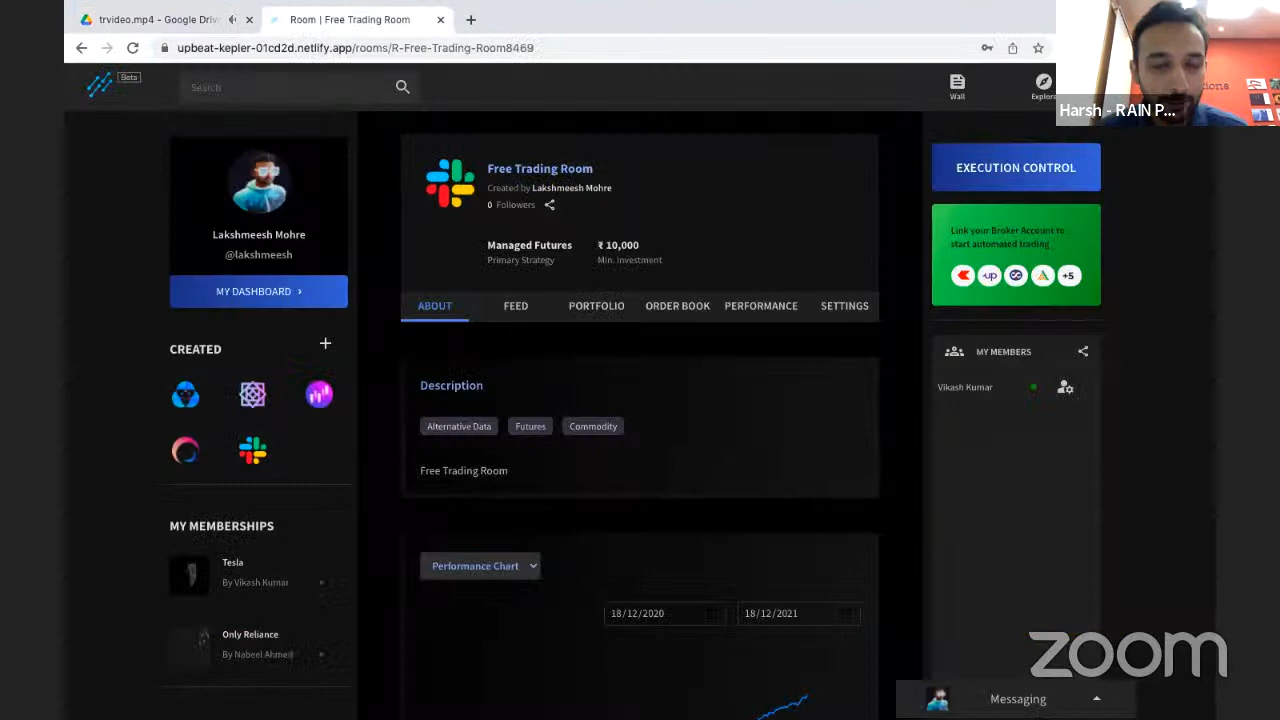 trvideo.mp4 - Google Driv
Room | Free Trading Room
upbeat-kepler-01cd2d.netlify.app/rooms/R-Free-Trading-Room8469
Beta
Search
Wall
Explore
Harsh - RAIN P...
Lakshmeesh Mohre
@lakshmeesh
MY DASHBOARD
CREATED
MY MEMBERSHIPS
Tesla
By Vikash Kumar
Only Reliance
By Nabeel Ahmed
Free Trading Room
Created by Lakshmeesh Mohre
0 Followers
Managed Futures ₹ 10,000
Primary Strategy Min. Investment
ABOUT FEED PORTFOLIO ORDER BOOK PERFORMANCE SETTINGS
Description
Alternative Data Futures Commodity
Free Trading Room
Performance Chart
18/12/2020 18/12/2021
EXECUTION CONTROL
Link your Broker Account to
start automated trading
up +5
MY MEMBERS
Vikash Kumar
zoom
Messaging